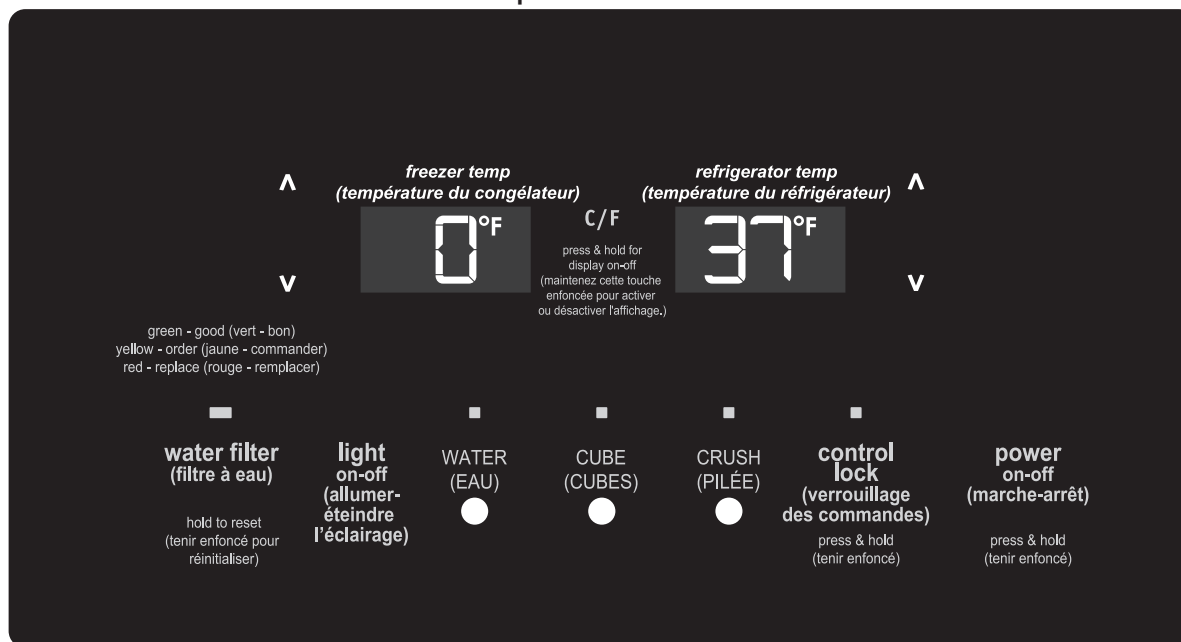 freezer temp
(température du congélateur)
0°F
C/F
press & hold for
display on-off
(maintenez cette touche
enfoncée pour activer
ou désactiver l'affichage.)
refrigerator temp
(température du réfrigérateur)
37°F
green - good (vert - bon)
yellow - order (jaune - commander)
red - replace (rouge - remplacer)
water filter
(filtre à eau)
hold to reset
(tenir enfoncé pour
réinitialiser)
light
on-off
(allumer-
éteindre
l'éclairage)
WATER
(EAU)
CUBE
(CUBES)
CRUSH
(PILÉE)
control
lock
(verrouillage
des commandes)
press & hold
(tenir enfoncé)
power
on-off
(marche-arrêt)
press & hold
(tenir enfoncé)